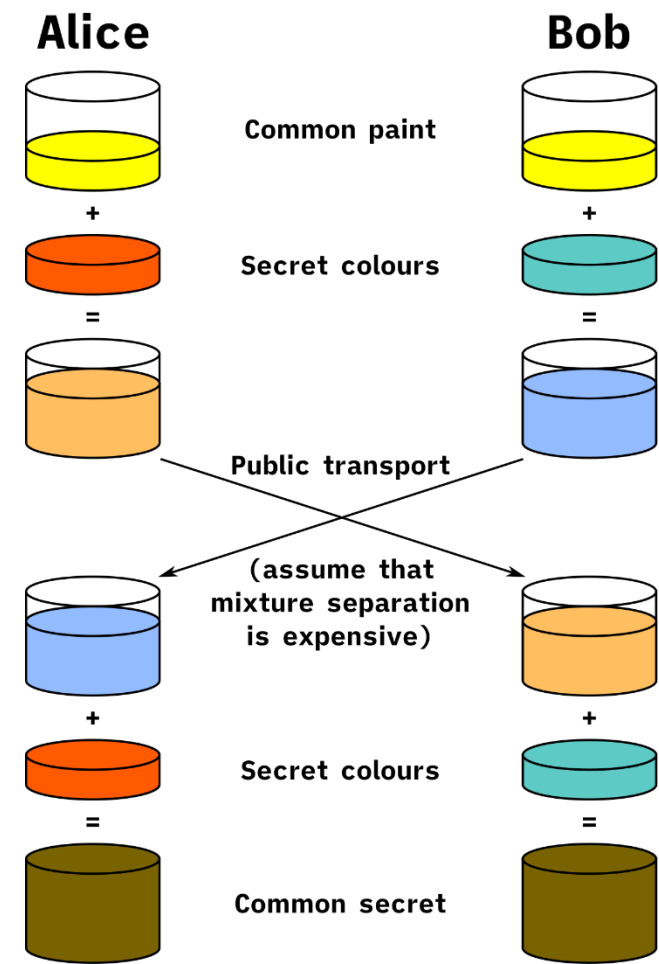 Alice
Bob
Common paint
+
+
Secret colours
=
=
Public transport
(assume that
mixture separation
is expensive)
+
+
Secret colours
=
=
Common secret